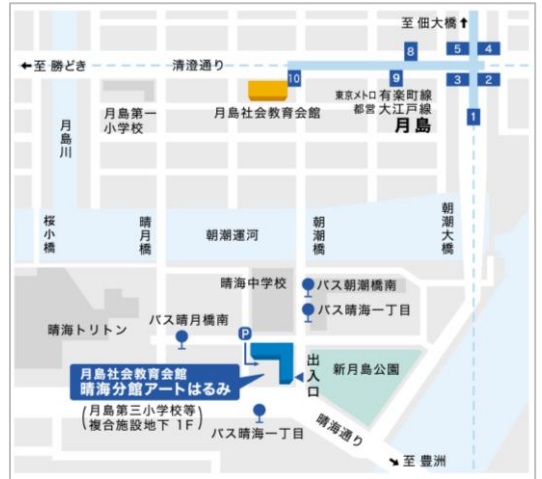 至 佃大橋↑
8
5
4
←至 勝どき
清澄通り
10
9
3
2
東京メトロ 有楽町線
都営 大江戸線
月島
1
月島第一
小学校
月島社会教育会館
月島川
桜小橋
晴月橋
朝潮運河
朝潮橋
朝潮大橋
晴海中学校
バス朝潮橋南
バス晴海一丁目
晴海トリトン
バス晴月橋南
P
月島社会教育会館
晴海分館アートはるみ
出入口
新月島公園
(月島第三小学校等
複合施設地下 1F)
バス晴海一丁目
晴海通り
↘至 豊洲